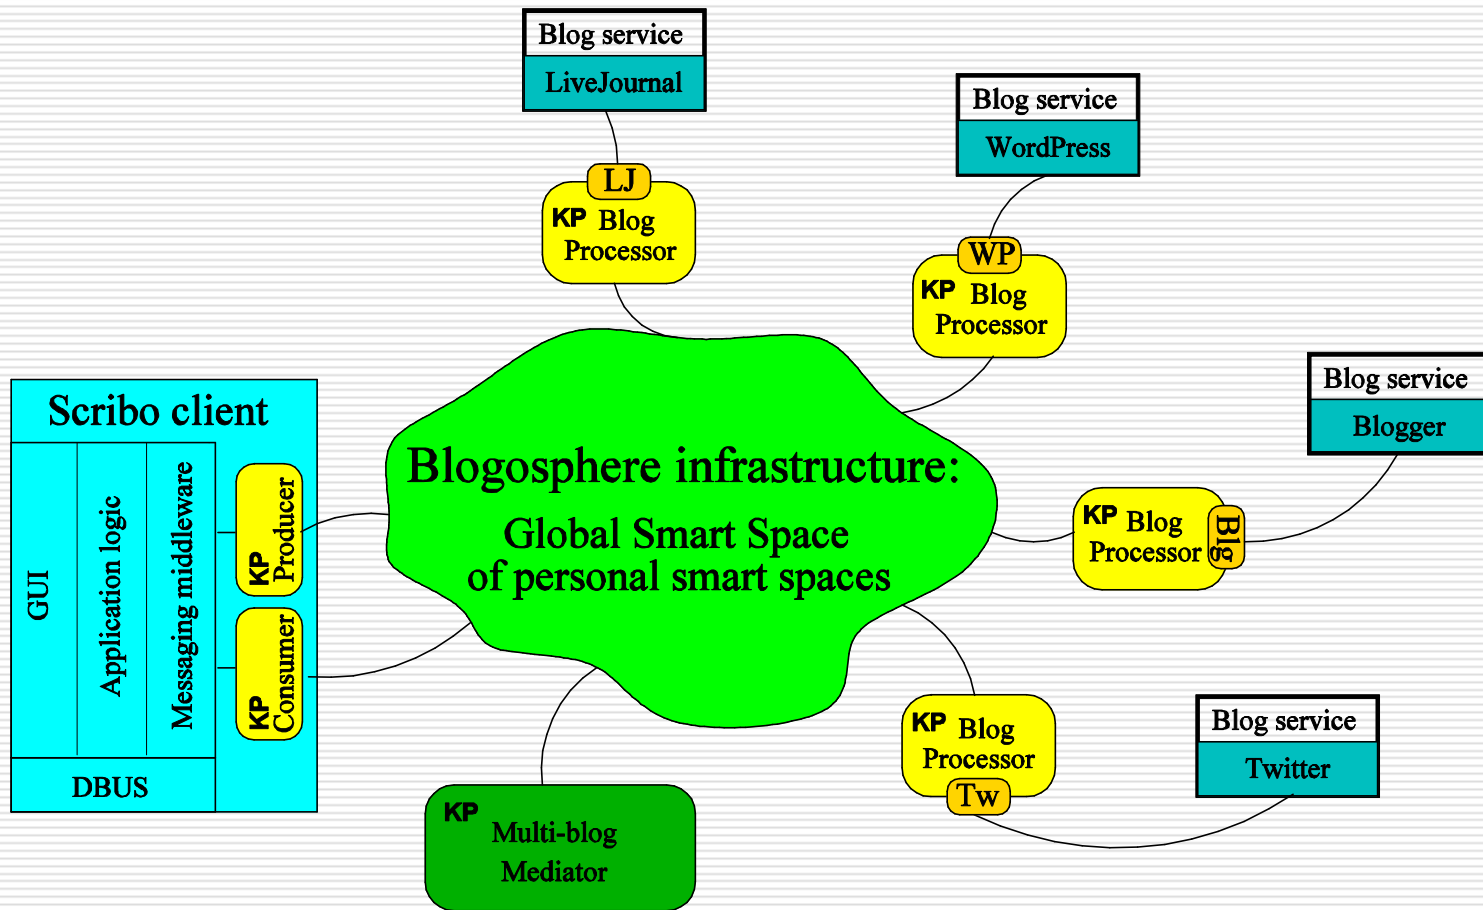 Blog service
LiveJournal
LJ
KP Blog
Processor
Blog service
WordPress
WP
KP Blog
Processor
Blog service
Blogger
KP Blog
Processor
Blg
Blogosphere infrastructure:
Global Smart Space
of personal smart spaces
Scribo client
GUI
Application logic
Messaging middleware
KP
Producer
KP
Consumer
DBUS
KP
Multi-blog
Mediator
KP Blog
Processor
Tw
Blog service
Twitter